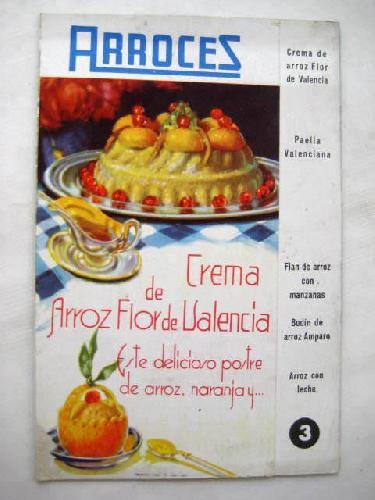 ARROCES
Crema
de
Arroz Flor de Valencia
Este delicioso postre
de arroz, naranja y...
Crema de
arroz Flor
de Valencia
Paella
Valenciana
Flan de arroz
con
manzanas
Budín de
arroz Amparo
Arroz con
leche
3